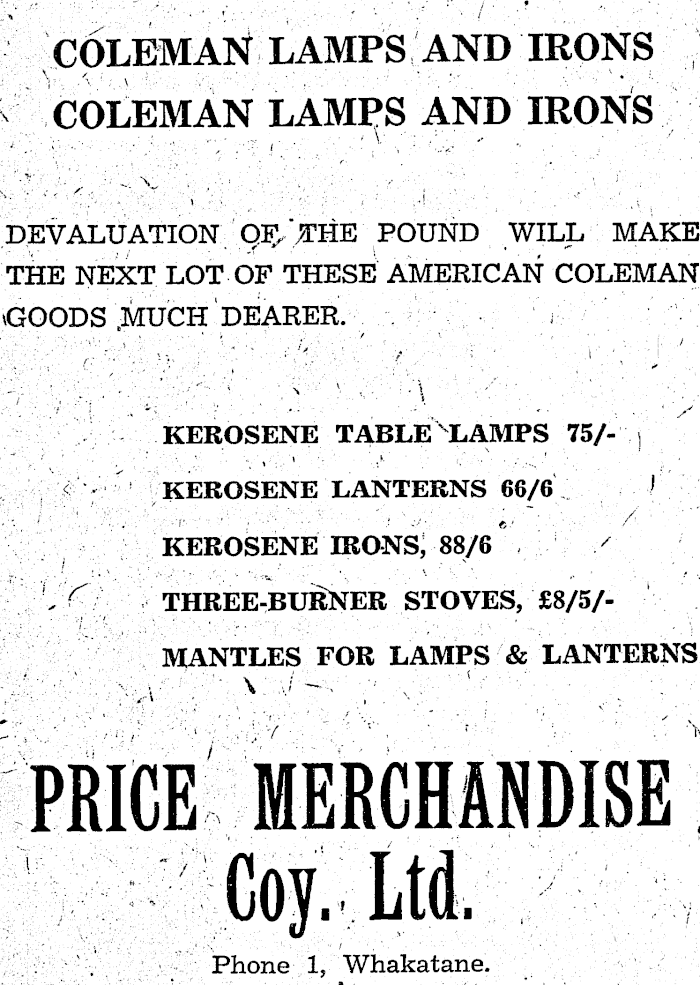 COLEMAN LAMPS AND IRONS
COLEMAN LAMPS AND IRONS
DEVALUATION OF THE POUND WILL MAKE
THE NEXT LOT OF THESE AMERICAN COLEMAN
GOODS MUCH DEARER.
KEROSENE TABLE LAMPS 75/-
KEROSENE LANTERNS 66/6
KEROSENE IRONS, 88/6
THREE-BURNER STOVES, £8/5/-
MANTLES FOR LAMPS & LANTERNS
PRICE MERCHANDISE
Coy. Ltd.
Phone 1, Whakatane.